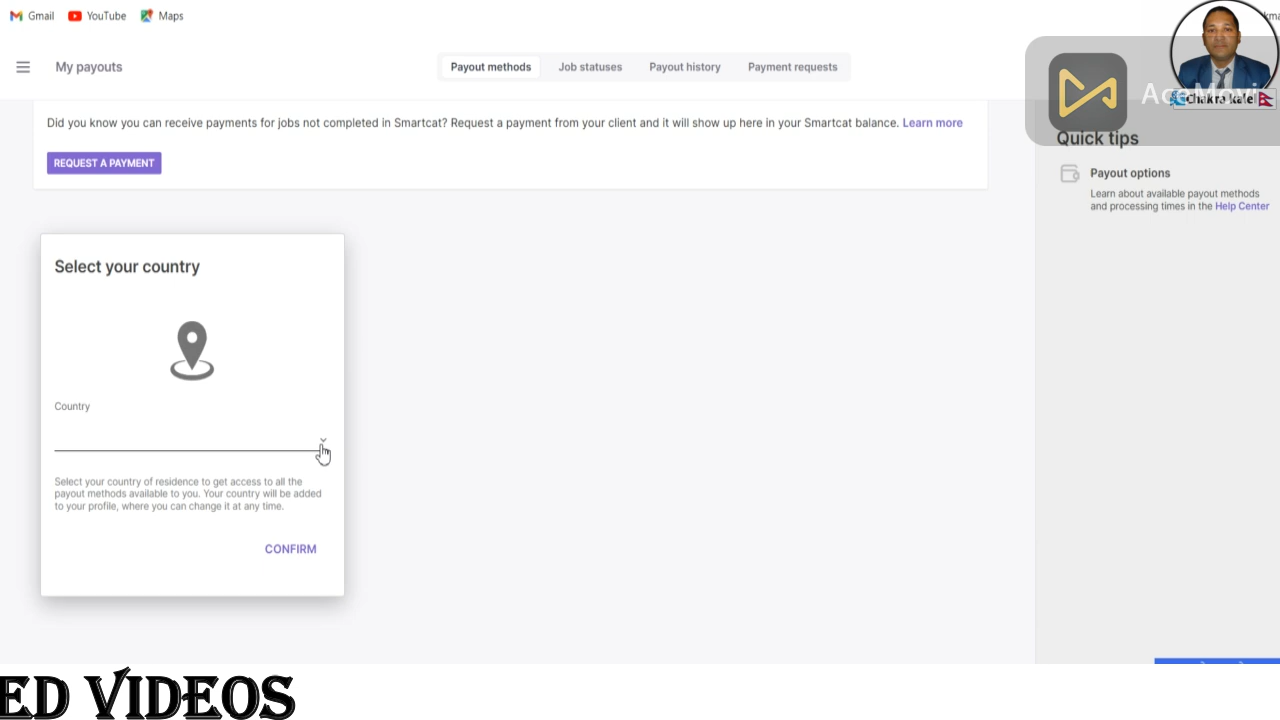 Gmail YouTube Maps
My payouts
Payout methods Job statuses Payout history Payment requests
Did you know you can receive payments for jobs not completed in Smartcat? Request a payment from your client and it will show up here in your Smartcat balance. Learn more
REQUEST A PAYMENT
Select your country
Country
Select your country of residence to get access to all the
payout methods available to you. Your country will be added
to your profile, where you can change it at any time.
CONFIRM
AceMovi
Quick tips
Payout options
Learn about available payout methods
and processing times in the Help Center
ED VIDEOS